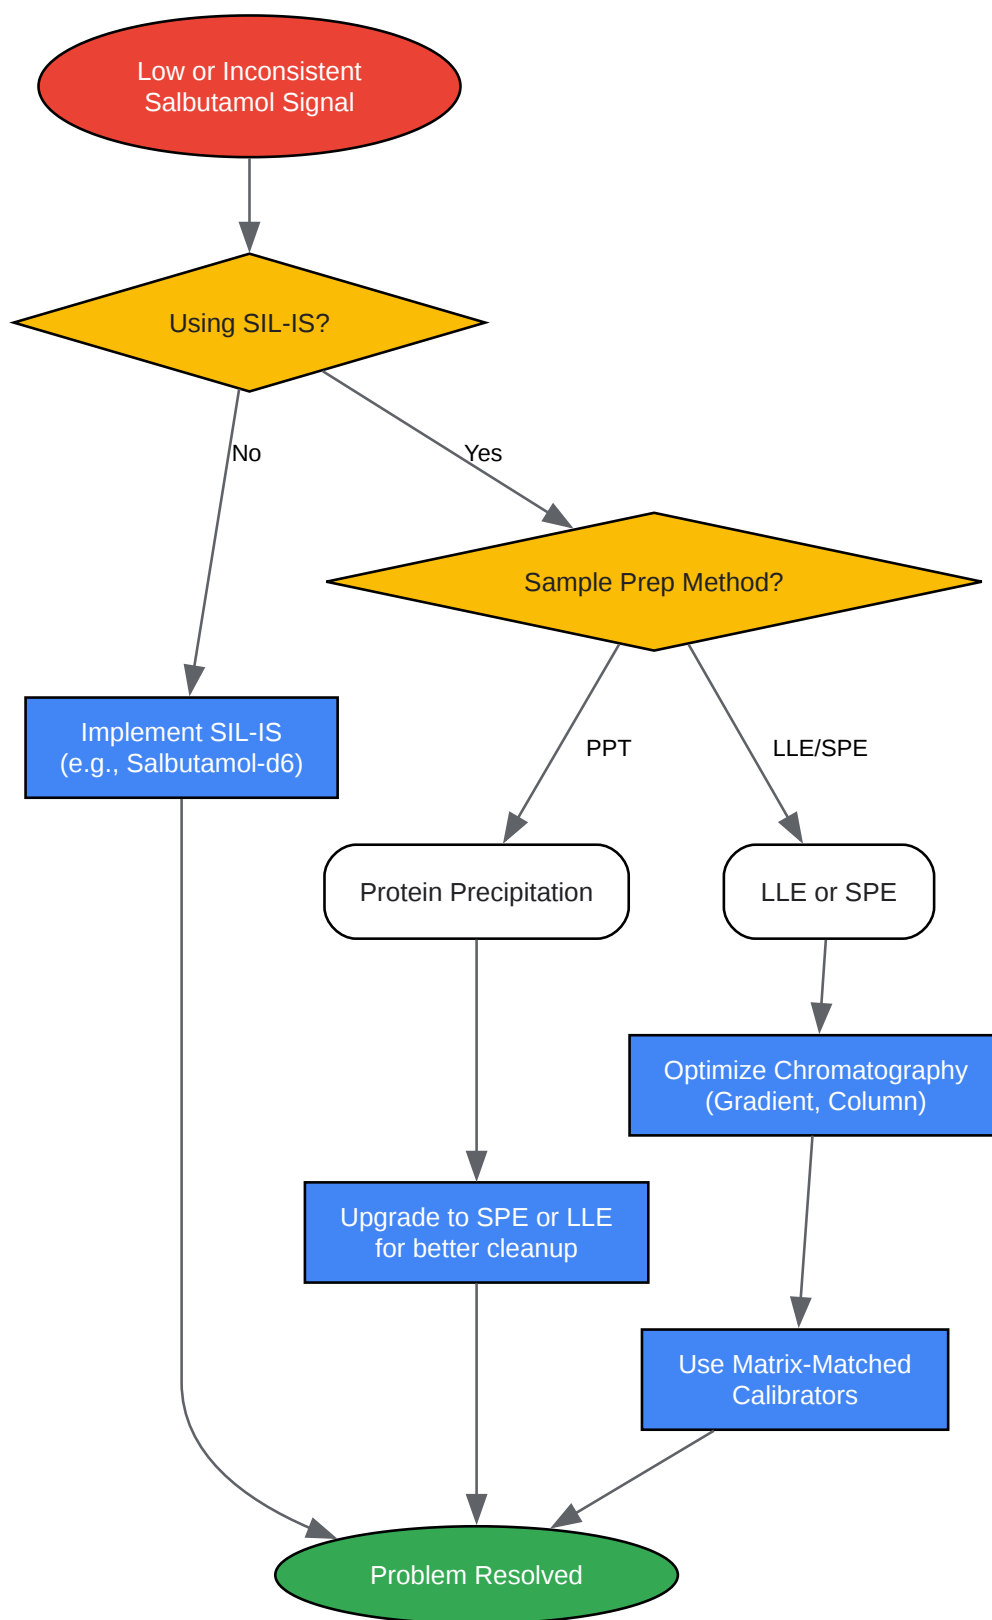 Low or Inconsistent
Salbutamol Signal
Using SIL-IS?
No
Yes
Sample Prep Method?
Implement SIL-IS
(e.g., Salbutamol-d6)
PPT
LLE/SPE
Protein Precipitation
LLE or SPE
Optimize Chromatography
(Gradient, Column)
Upgrade to SPE or LLE
for better cleanup
Use Matrix-Matched
Calibrators
Problem Resolved